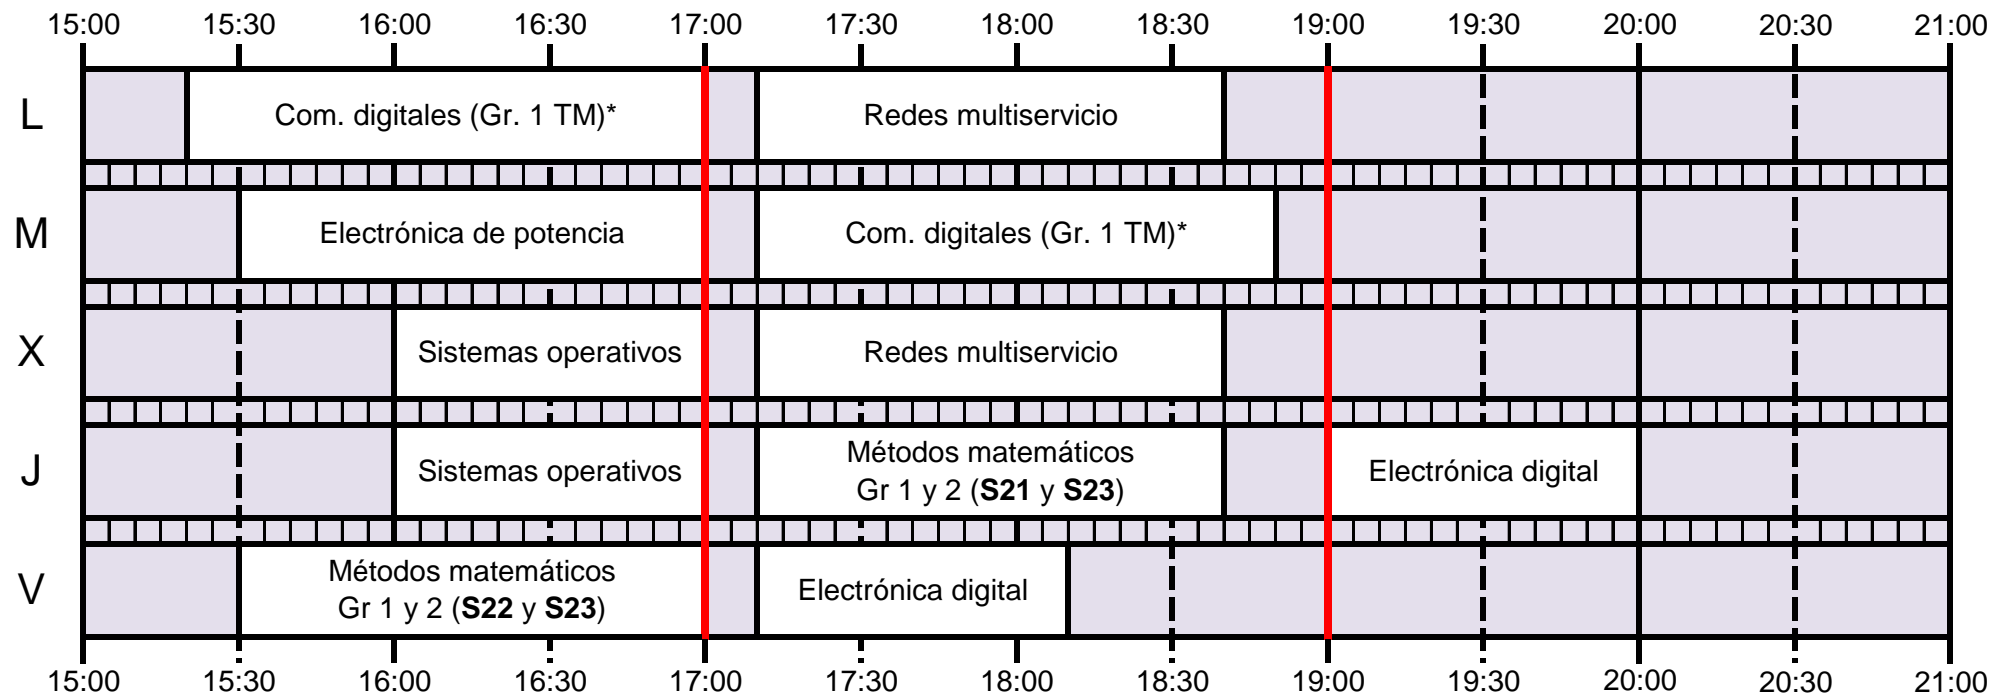 15:00 15:30 16:00 16:30 17:00 17:30 18:00 18:30 19:00 19:30 20:00 20:30 21:00
L Com. digitales (Gr. 1 TM)* Redes multiservicio
M Electrónica de potencia Com. digitales (Gr. 1 TM)*
X Sistemas operativos Redes multiservicio
J Sistemas operativos Métodos matemáticos
Gr 1 y 2 (S21 y S23) Electrónica digital
V Métodos matemáticos
Gr 1 y 2 (S22 y S23) Electrónica digital
15:00 15:30 16:00 16:30 17:00 17:30 18:00 18:30 19:00 19:30 20:00 20:30 21:00